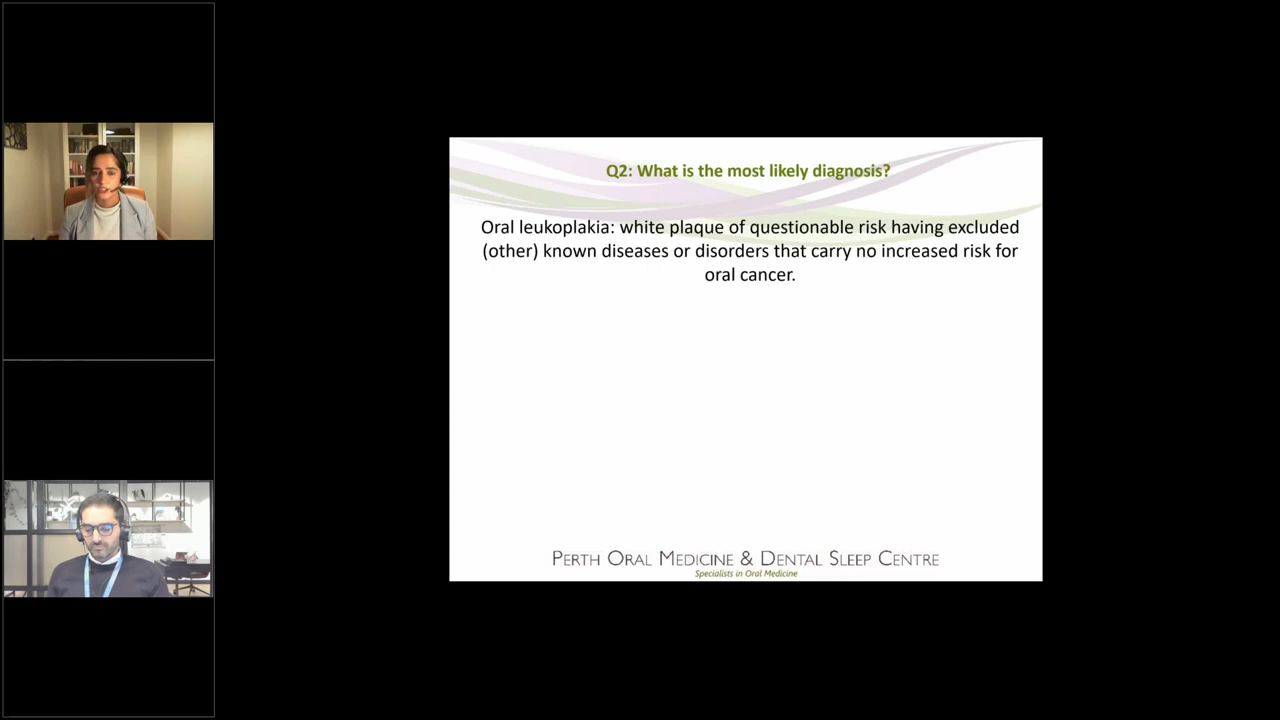 Q2: What is the most likely diagnosis?
Oral leukoplakia: white plaque of questionable risk having excluded
(other) known diseases or disorders that carry no increased risk for
oral cancer.
PERTH ORAL MEDICINE & DENTAL SLEEP CENTRE
Specialists in Oral Medicine